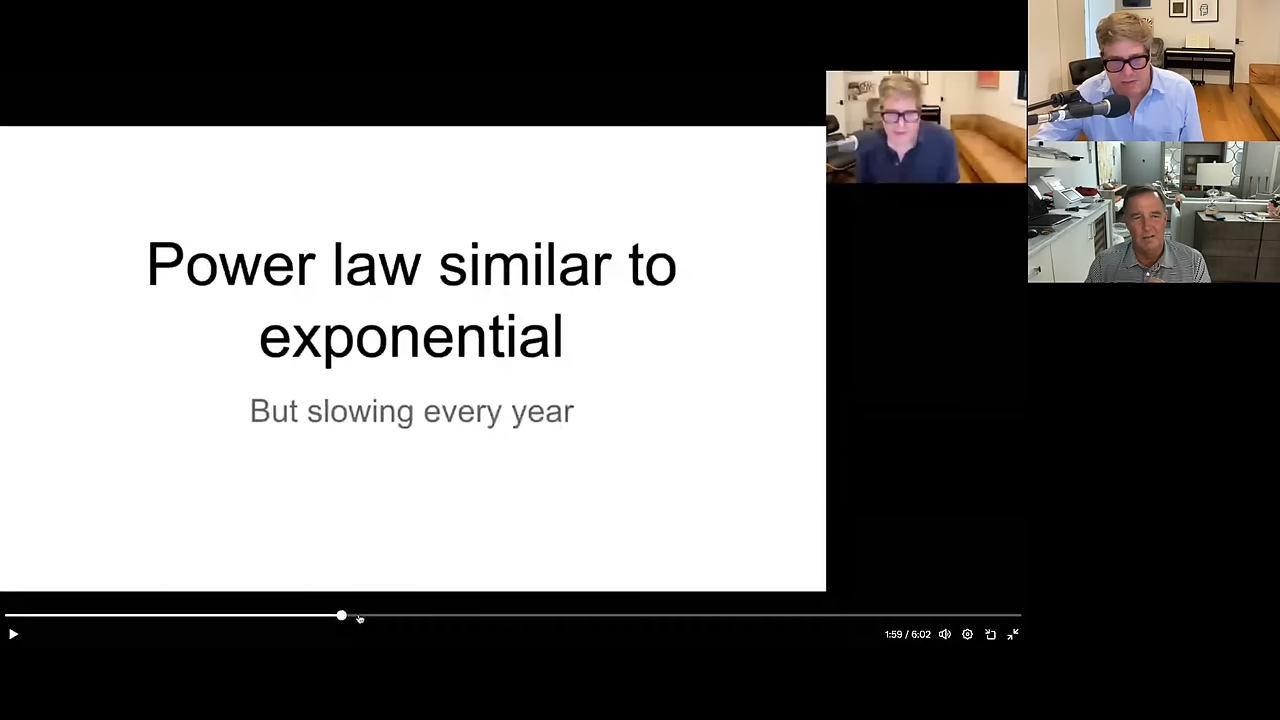 Power law similar to
exponential
But slowing every year
1:59 / 6:02